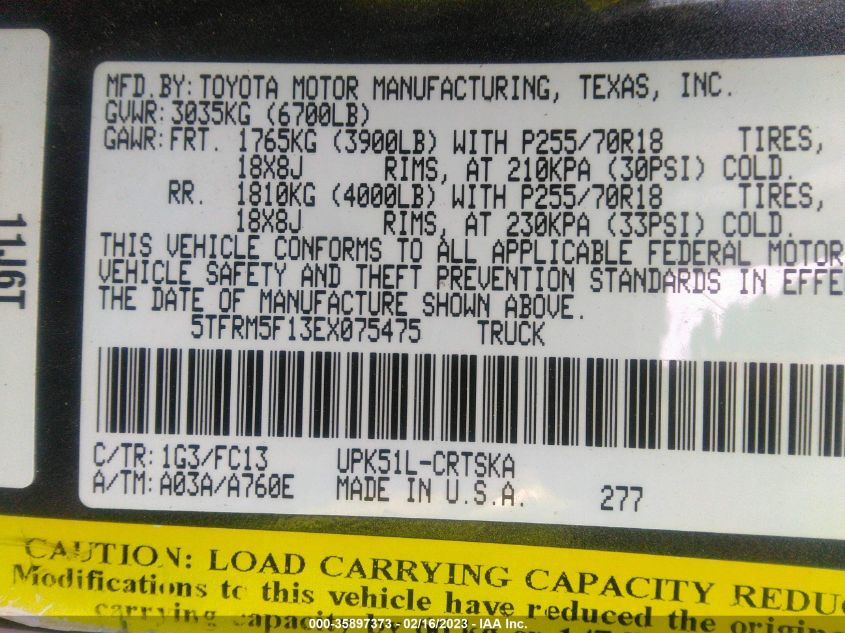 MFD.BY: TOYOTA MOTOR MANUFACTURING, TEXAS, INC.
GVWR: 3035KG (6700LB)
GAWR: FRT. 1765KG (3900LB) WITH P255/70R18 TIRES,
18X8J RIMS, AT 210KPA (30PSI) COLD.
RR. 1810KG (4000LB) WITH P255/70R18 TIRES,
18X8J RIMS, AT 230KPA (33PSI) COLD.
THIS VEHICLE CONFORMS TO ALL APPLICABLE FEDERAL MOTOR
VEHICLE SAFETY AND THEFT PREVENTION STANDARDS IN EFFE
THE DATE OF MANUFACTURE SHOWN ABOVE.
5TFRM5F13EX075475 TRUCK
C/TR: 1G3/FC13 UPK51L-CRTSKA
A/TM: A03A/A760E MADE IN U.S.A. 277
11J6T
CAUTION: LOAD CARRYING CAPACITY REDU
Modifications to this vehicle have reduced the origin
carrying capacity by
000-35897373 - 02/16/2023 - IAA Inc.